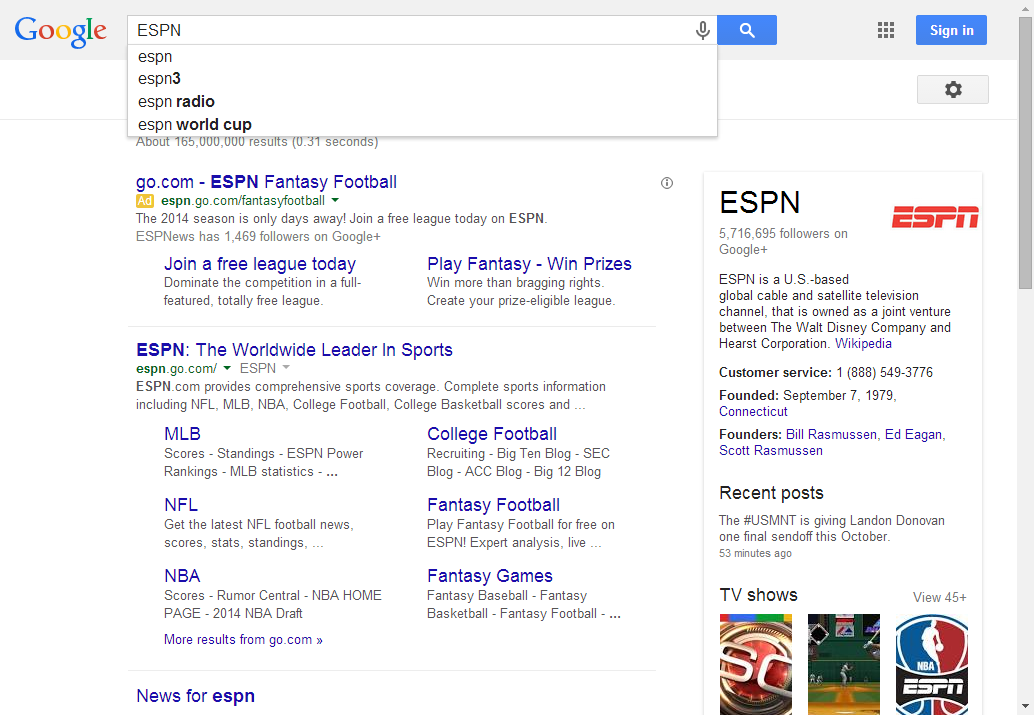 Google
ESPN
Sign in
espn
espn3
espn radio
espn world cup
About 165,000,000 results (0.31 seconds)
go.com - ESPN Fantasy Football
Ad espn.go.com/fantasyfootball
The 2014 season is only days away! Join a free league today on ESPN.
ESPNews has 1,469 followers on Google+
Join a free league today
Dominate the competition in a full-
featured, totally free league.
Play Fantasy - Win Prizes
Win more than bragging rights.
Create your prize-eligible league.
ESPN: The Worldwide Leader In Sports
espn.go.com/ ESPN
ESPN.com provides comprehensive sports coverage. Complete sports information
including NFL, MLB, NBA, College Football, College Basketball scores and ...
MLB
Scores - Standings - ESPN Power
Rankings - MLB statistics - ...
College Football
Recruiting - Big Ten Blog - SEC
Blog - ACC Blog - Big 12 Blog
NFL
Get the latest NFL football news,
scores, stats, standings, ...
Fantasy Football
Play Fantasy Football for free on
ESPN! Expert analysis, live ...
NBA
Scores - Rumor Central - NBA HOME
PAGE - 2014 NBA Draft
Fantasy Games
Fantasy Baseball - Fantasy
Basketball - Fantasy Football - ...
More results from go.com »
News for espn
ESPN
ESPN
5,716,695 followers on
Google+
ESPN is a U.S.-based
global cable and satellite television
channel, that is owned as a joint venture
between The Walt Disney Company and
Hearst Corporation. Wikipedia
Customer service: 1 (888) 549-3776
Founded: September 7, 1979,
Connecticut
Founders: Bill Rasmussen, Ed Eagan,
Scott Rasmussen
Recent posts
The #USMNT is giving Landon Donovan
one final sendoff this October.
53 minutes ago
TV shows
View 45+
SC
NBA
ESPN